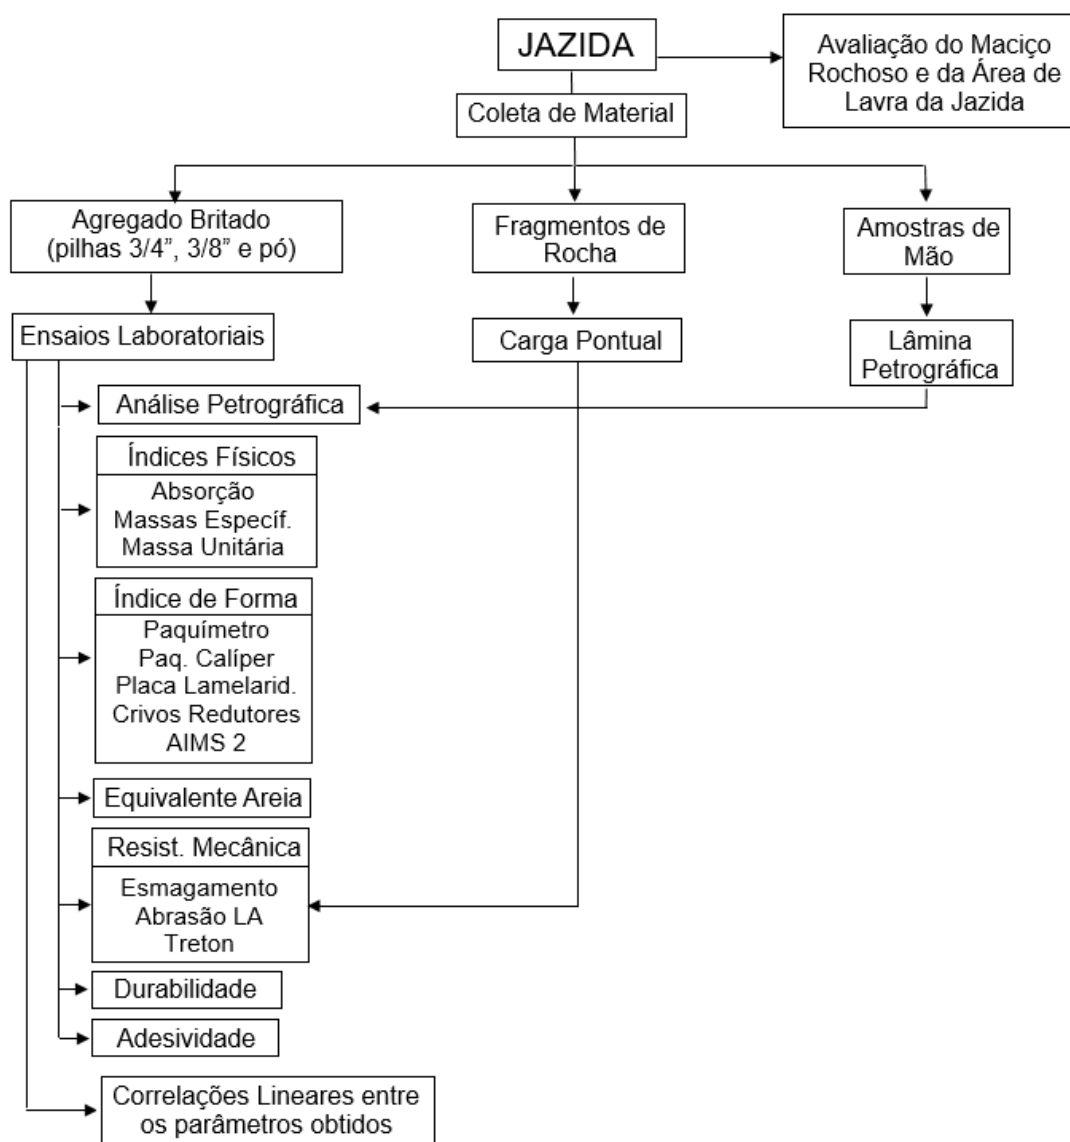 JAZIDA
Avaliação do Maciço
Rochoso e da Área de
Lavra da Jazida
Coleta de Material
Agregado Britado
(pilhas 3/4”, 3/8” e pó)
Fragmentos de
Rocha
Amostras de
Mão
Ensaios Laboratoriais
Carga Pontual
Lâmina
Petrográfica
Análise Petrográfica
Índices Físicos
Absorção
Massas Específ.
Massa Unitária
Índice de Forma
Paquímetro
Paq. Calíper
Placa Lamelarid.
Crivos Redutores
AIMS 2
Equivalente Areia
Resist. Mecânica
Esmagamento
Abrasão LA
Treton
Durabilidade
Adesividade
Correlações Lineares entre
os parâmetros obtidos